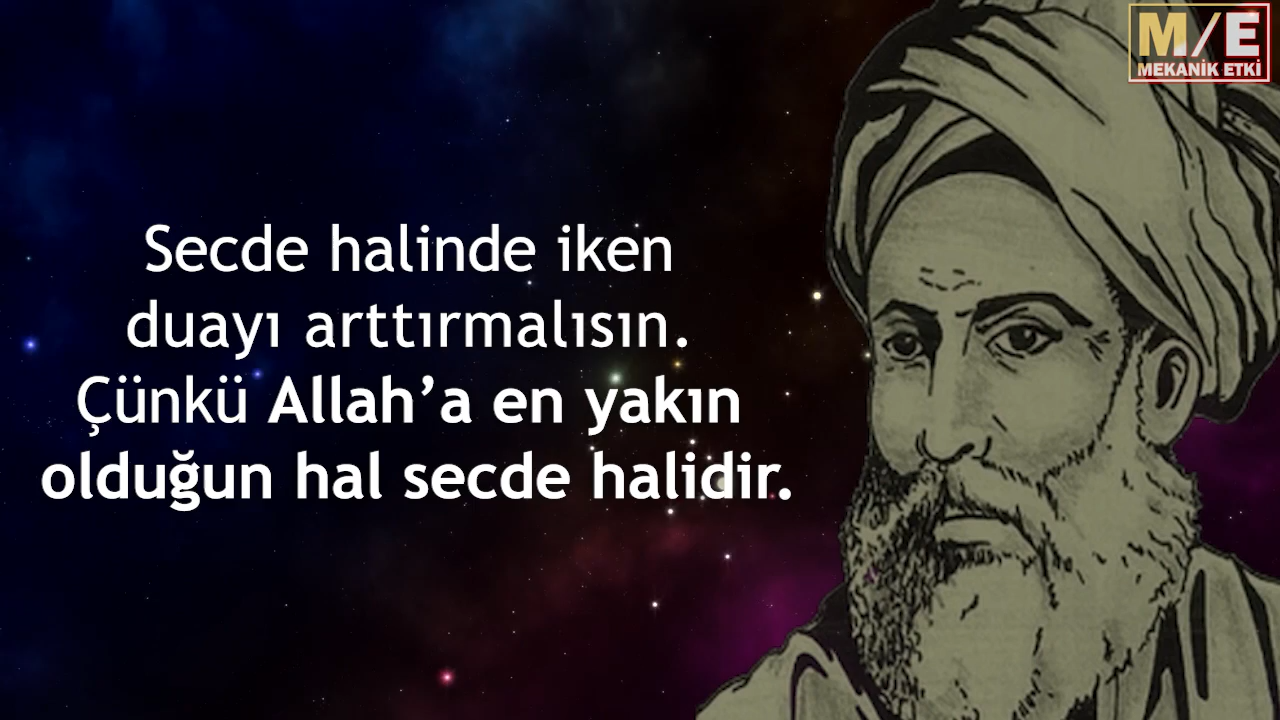 M/E
MEKANİK ETKİ
Secde halinde iken
duayı arttırmalısın.
Çünkü Allah’a en yakın
olduğun hal secde halidir.